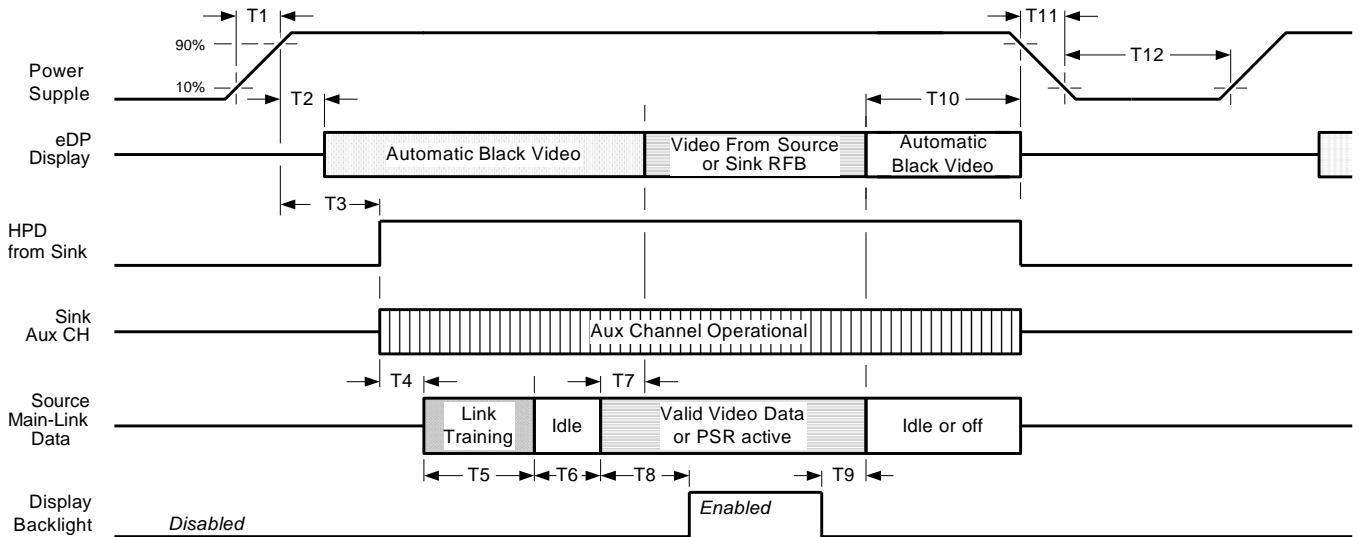 T1
T11
90%
T12
Power
Supple
10%
T2
T10
eDP
Display
Automatic Black Video
Video From Source
or Sink RFB
Automatic
Black Video
T3
HPD
from Sink
Sink
Aux CH
Aux Channel Operational
T4
T7
Source
Main-Link
Data
Link
Training
Idle
Valid Video Data
or PSR active
Idle or off
T5
T6
T8
T9
Display
Backlight
Disabled
Enabled